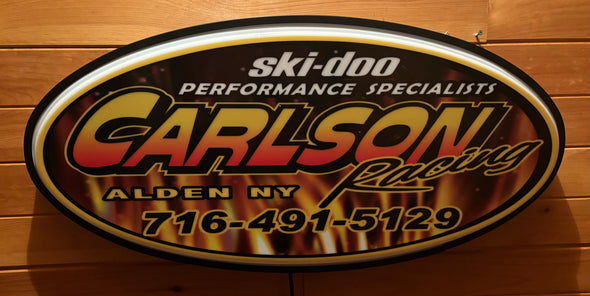 ski-doo
PERFORMANCE SPECIALISTS
CARLSON
Racing
ALDEN NY
716-491-5129